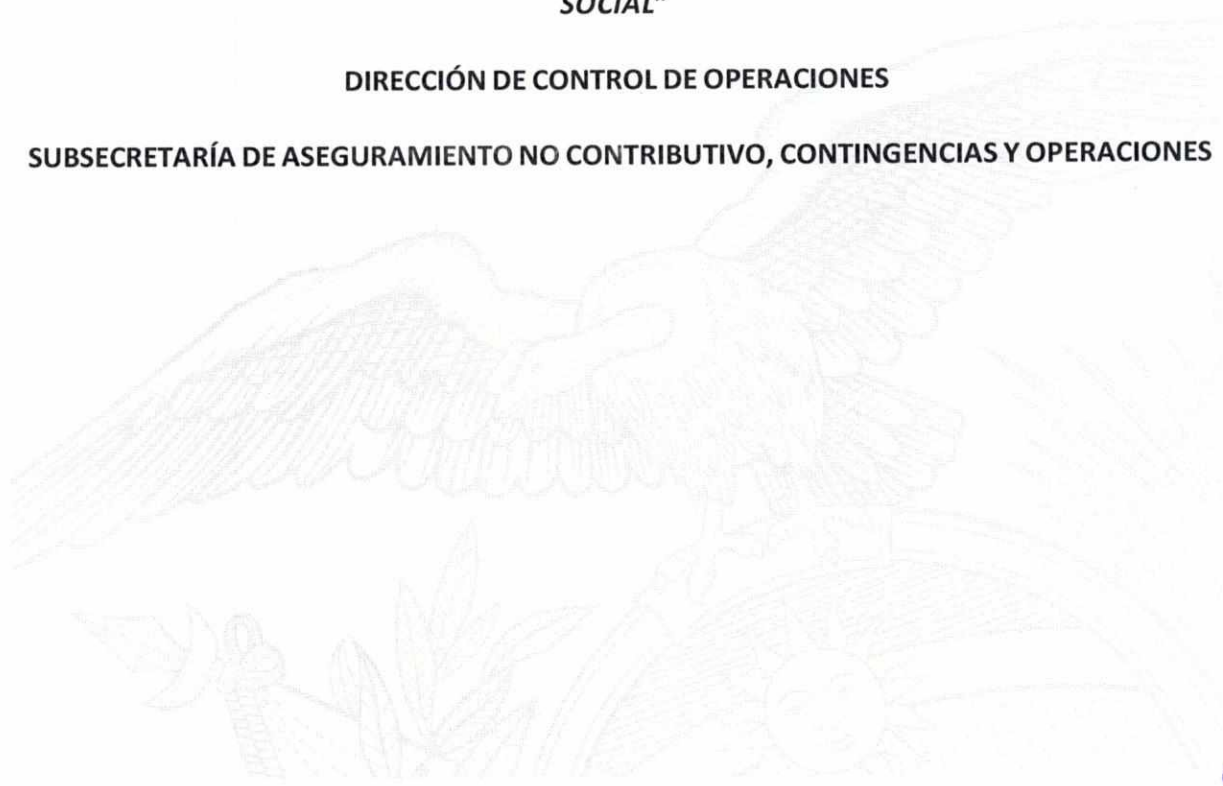 SOCIAL"
DIRECCIÓN DE CONTROL DE OPERACIONES
SUBSECRETARÍA DE ASEGURAMIENTO NO CONTRIBUTIVO, CONTINGENCIAS Y OPERACIONES